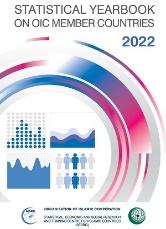 STATISTICAL YEARBOOK
ON OIC MEMBER COUNTRIES
2022
ORGANISATION OF ISLAMIC COOPERATION
STATISTICAL, ECONOMIC AND SOCIAL RESEARCH
AND TRAINING CENTRE FOR ISLAMIC COUNTRIES
(SESRIC)